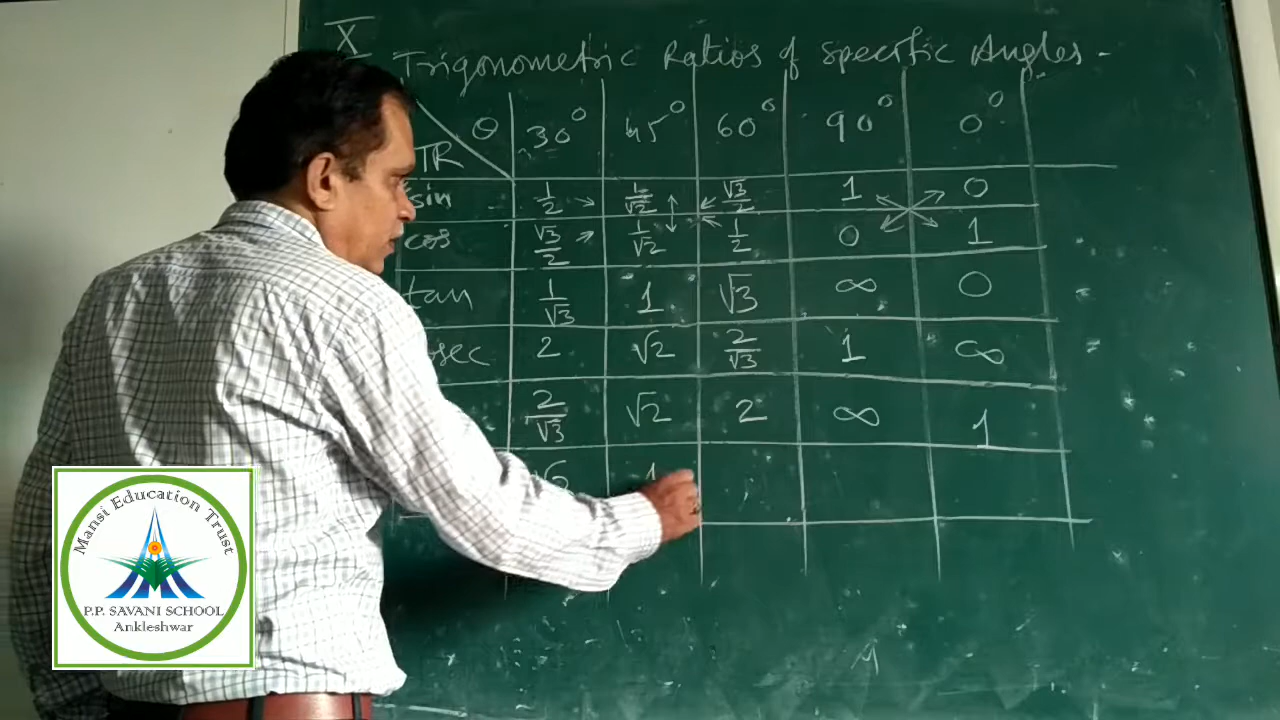 X
Trigonometric Ratios of Specific Angles -
θ 30° 45° 60° 90° 0°
TR
sin 1/2 1/√2 √3/2 1 0
cos √3/2 1/√2 1/2 0 1
tan 1/√3 1 √3 ∞ 0
sec 2 √2 2/√3 1 ∞
2/√3 √2 2 ∞ 1
1
Mansi Education Trust
P.P. SAVANI SCHOOL
Ankleshwar